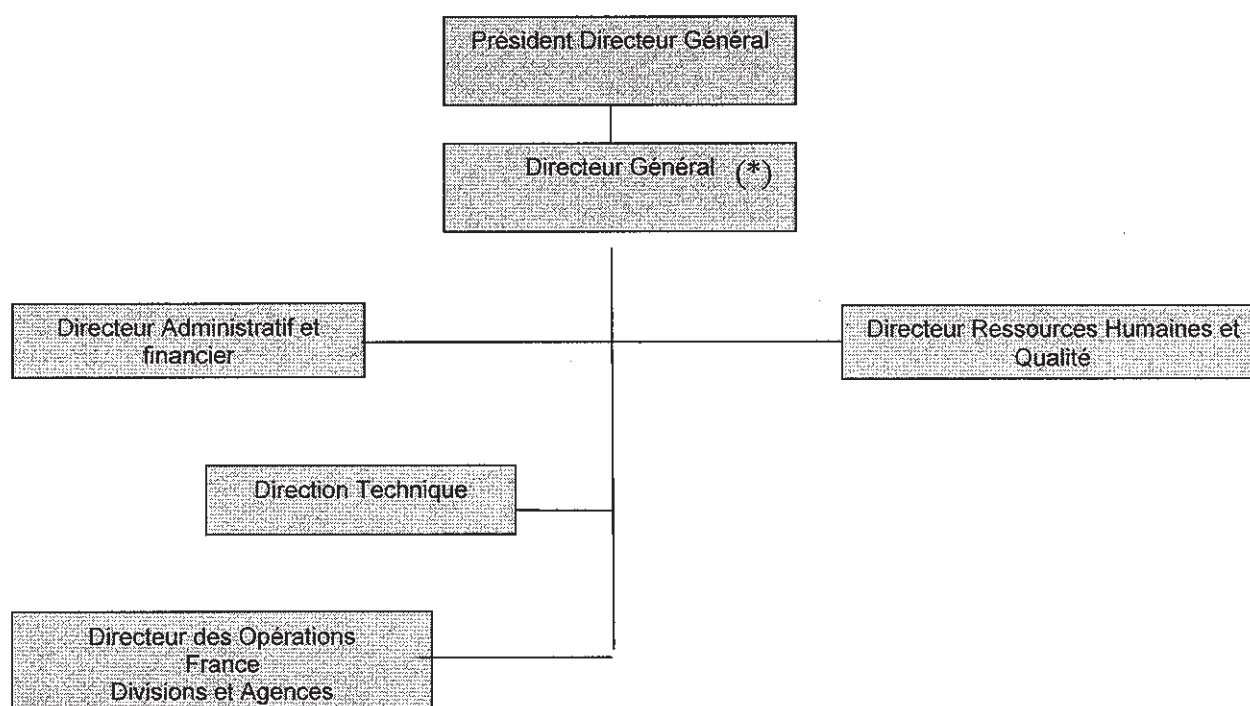 Président Directeur Général
Directeur Général (*)
Directeur Administratif et
financier
Directeur Ressources Humaines et
Qualité
Direction Technique
Directeur des Opérations
France
Divisions et Agences